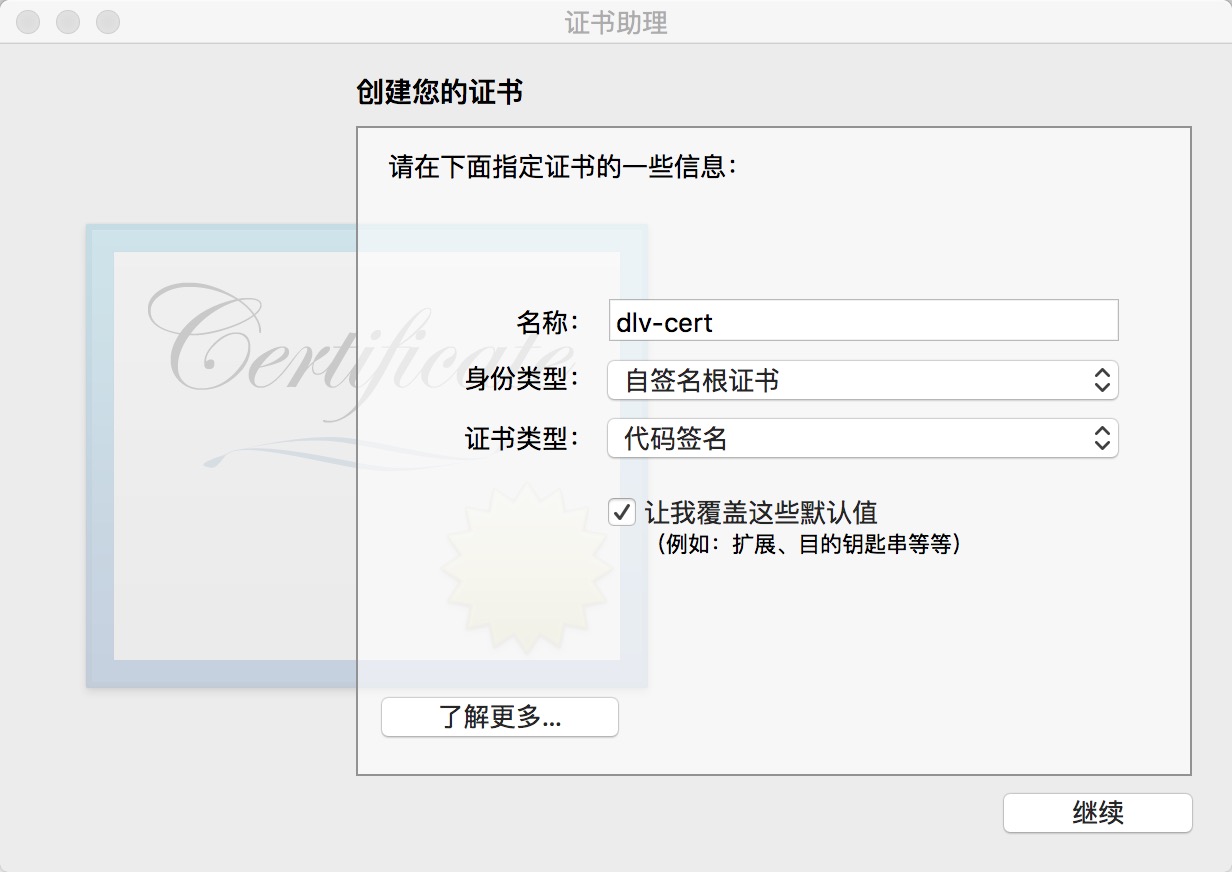 证书助理
创建您的证书
请在下面指定证书的一些信息：
Certificate
名称： dlv-cert
身份类型： 自签名根证书
证书类型： 代码签名
让我覆盖这些默认值
（例如：扩展、目的钥匙串等等）
了解更多...
继续